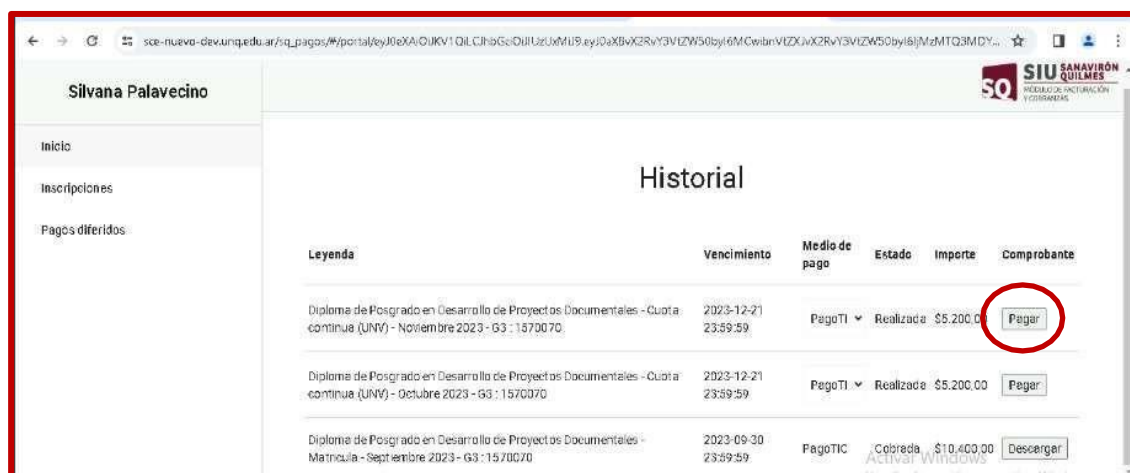 sce-nuevo-dev.unq.edu.ar/sq_pagos/#/portal/
Silvana Palavecino
SQ SIU SANAVIRÓN QUILMES
MÓDULO DE FACTURACIÓN Y COBRANZAS
Inicio
Inscripciones
Pagos diferidos
Historial
Leyenda Vencimiento Medio de pago Estado Importe Comprobante
Diploma de Posgrado en Desarrollo de Proyectos Documentales - Cuota 2023-12-21
continua (UNV) - Noviembre 2023 - G3 : 1570070 23:59:59 PagoTI Realizada $5.200,00 Pagar
Diploma de Posgrado en Desarrollo de Proyectos Documentales - Cuota 2023-12-21
continua (UNV) - Octubre 2023 - G3 : 1570070 23:59:59 PagoTI Realizada $5.200,00 Pagar
Diploma de Posgrado en Desarrollo de Proyectos Documentales - 2023-09-30
Matricula - Septiembre 2023 - G3 : 1570070 23:59:59 PagoTIC Cobrada $10.400,00 Descargar
Activar Windows